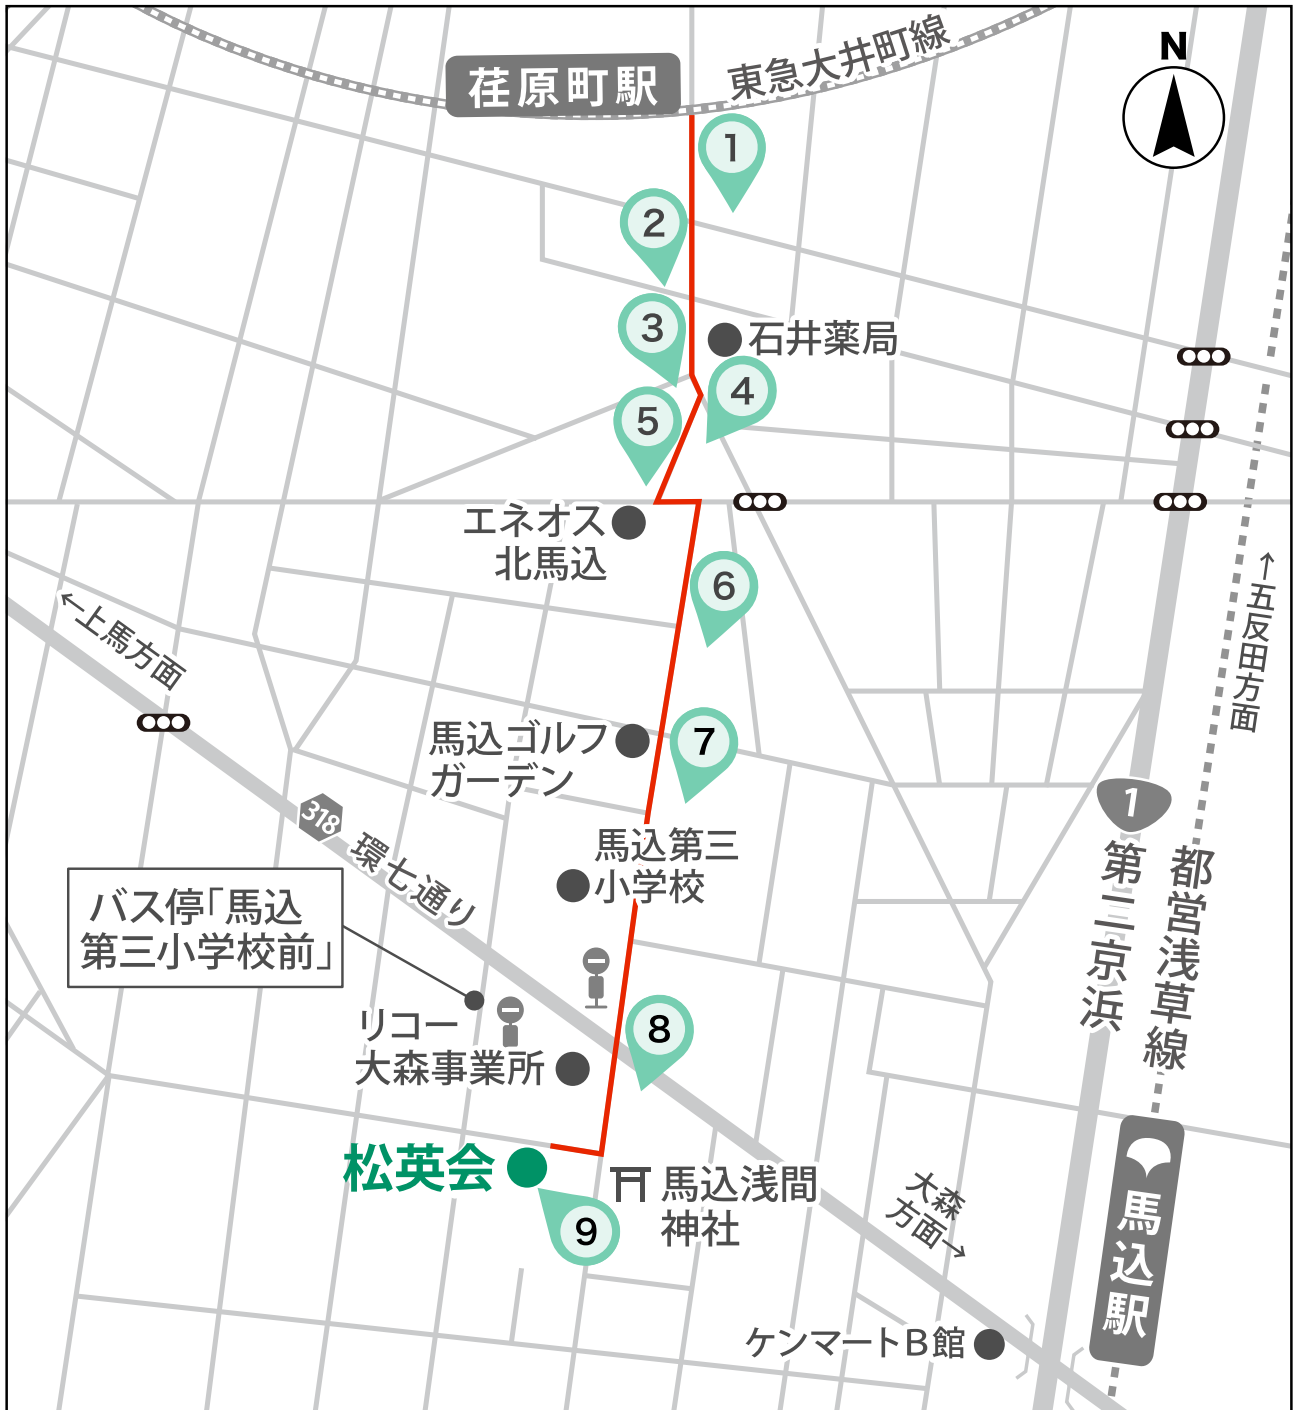 N
東急大井町線
荏原町駅
1
2
3
石井薬局
4
5
エネオス
北馬込
6
↑五反田方面
←上馬方面
馬込ゴルフ
ガーデン
7
318
環七通り
1
第三京浜
都営浅草線
馬込第三
小学校
バス停「馬込
第三小学校前」
リコー
大森事業所
8
松英会
馬込浅間
神社
9
大森
方面→
馬込駅
ケンマートB館